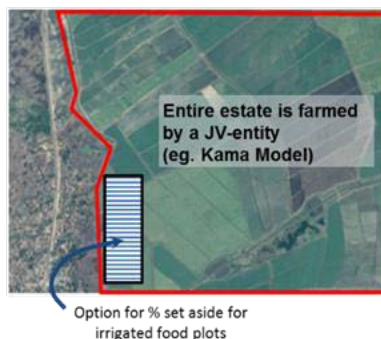 Entire estate is farmed
by a JV-entity
(eg. Kama Model)
Option for % set aside for
irrigated food plots